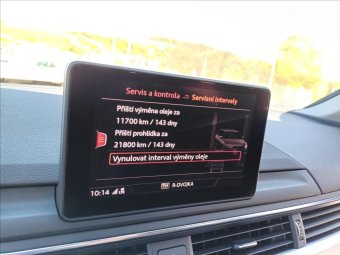 Servis a kontrola Servisní intervaly
Příští výměna oleje za
11700 km / 143 dny
Příští prohlídka za
21800 km / 143 dny
Vynulovat interval výměny oleje
10:14 R-DVOJKA